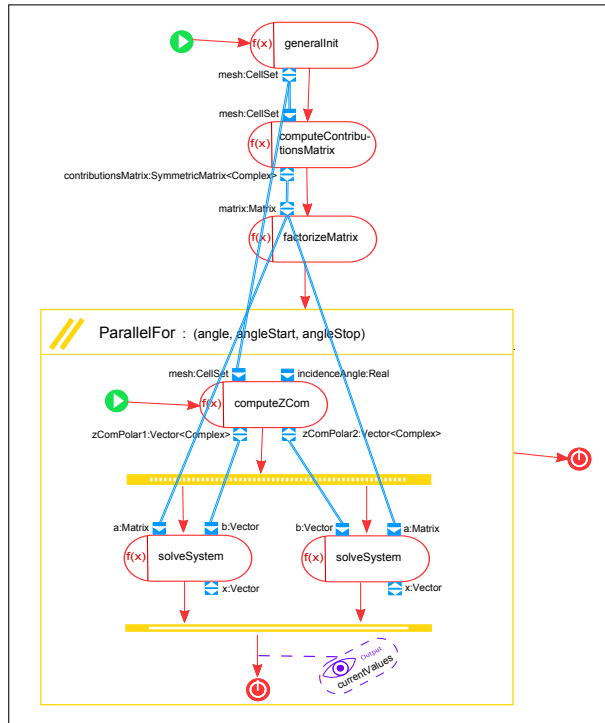 f(x) generalInit
mesh:CellSet
mesh:CellSet
f(x) computeContribu-
tionsMatrix
contributionsMatrix:SymmetricMatrix<Complex>
matrix:Matrix
f(x) factorizeMatrix
ParallelFor : (angle, angleStart, angleStop)
mesh:CellSet incidenceAngle:Real
f(x) computeZCom
zComPolar1:Vector<Complex> zComPolar2:Vector<Complex>
a:Matrix b:Vector b:Vector a:Matrix
f(x) solveSystem f(x) solveSystem
x:Vector x:Vector
Output
currentValues